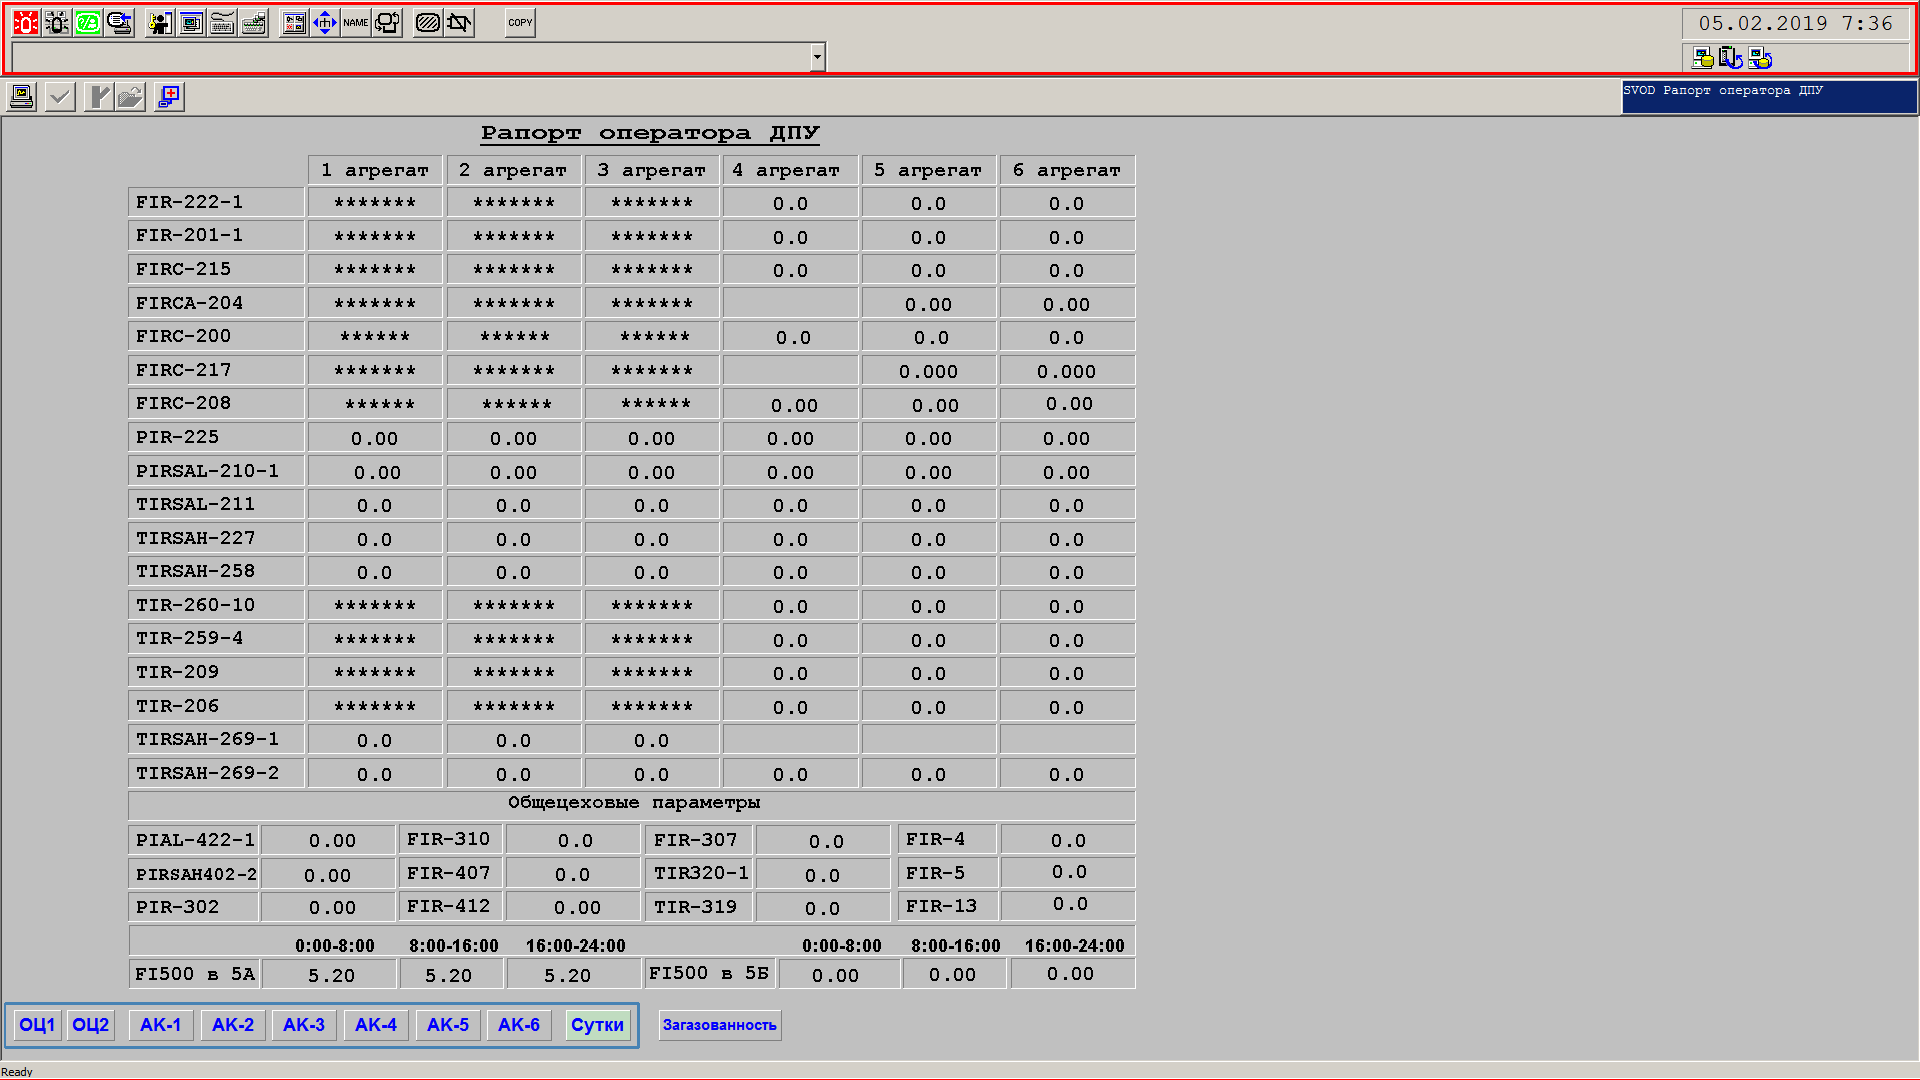 NAME COPY 05.02.2019 7:36
SVOD Рапорт оператора ДПУ
Рапорт оператора ДПУ
1 агрегат 2 агрегат 3 агрегат 4 агрегат 5 агрегат 6 агрегат
FIR-222-1 ******* ******* ******* 0.0 0.0 0.0
FIR-201-1 ******* ******* ******* 0.0 0.0 0.0
FIRC-215 ******* ******* ******* 0.0 0.0 0.0
FIRCA-204 ******* ******* ******* 0.00 0.00
FIRC-200 ****** ****** ****** 0.0 0.0 0.0
FIRC-217 ******* ******* ******* 0.000 0.000
FIRC-208 ****** ****** ****** 0.00 0.00 0.00
PIR-225 0.00 0.00 0.00 0.00 0.00 0.00
PIRSAL-210-1 0.00 0.00 0.00 0.00 0.00 0.00
TIRSAL-211 0.0 0.0 0.0 0.0 0.0 0.0
TIRSAH-227 0.0 0.0 0.0 0.0 0.0 0.0
TIRSAH-258 0.0 0.0 0.0 0.0 0.0 0.0
TIR-260-10 ******* ******* ******* 0.0 0.0 0.0
TIR-259-4 ******* ******* ******* 0.0 0.0 0.0
TIR-209 ******* ******* ******* 0.0 0.0 0.0
TIR-206 ******* ******* ******* 0.0 0.0 0.0
TIRSAH-269-1 0.0 0.0 0.0
TIRSAH-269-2 0.0 0.0 0.0 0.0 0.0 0.0
Общецеховые параметры
PIAL-422-1 0.00 FIR-310 0.0 FIR-307 0.0 FIR-4 0.0
PIRSAH402-2 0.00 FIR-407 0.0 TIR320-1 0.0 FIR-5 0.0
PIR-302 0.00 FIR-412 0.00 TIR-319 0.0 FIR-13 0.0
0:00-8:00 8:00-16:00 16:00-24:00 0:00-8:00 8:00-16:00 16:00-24:00
FI500 в 5А 5.20 5.20 5.20 FI500 в 5Б 0.00 0.00 0.00
ОЦ1 ОЦ2 АК-1 АК-2 АК-3 АК-4 АК-5 АК-6 Сутки Загазованность
Ready